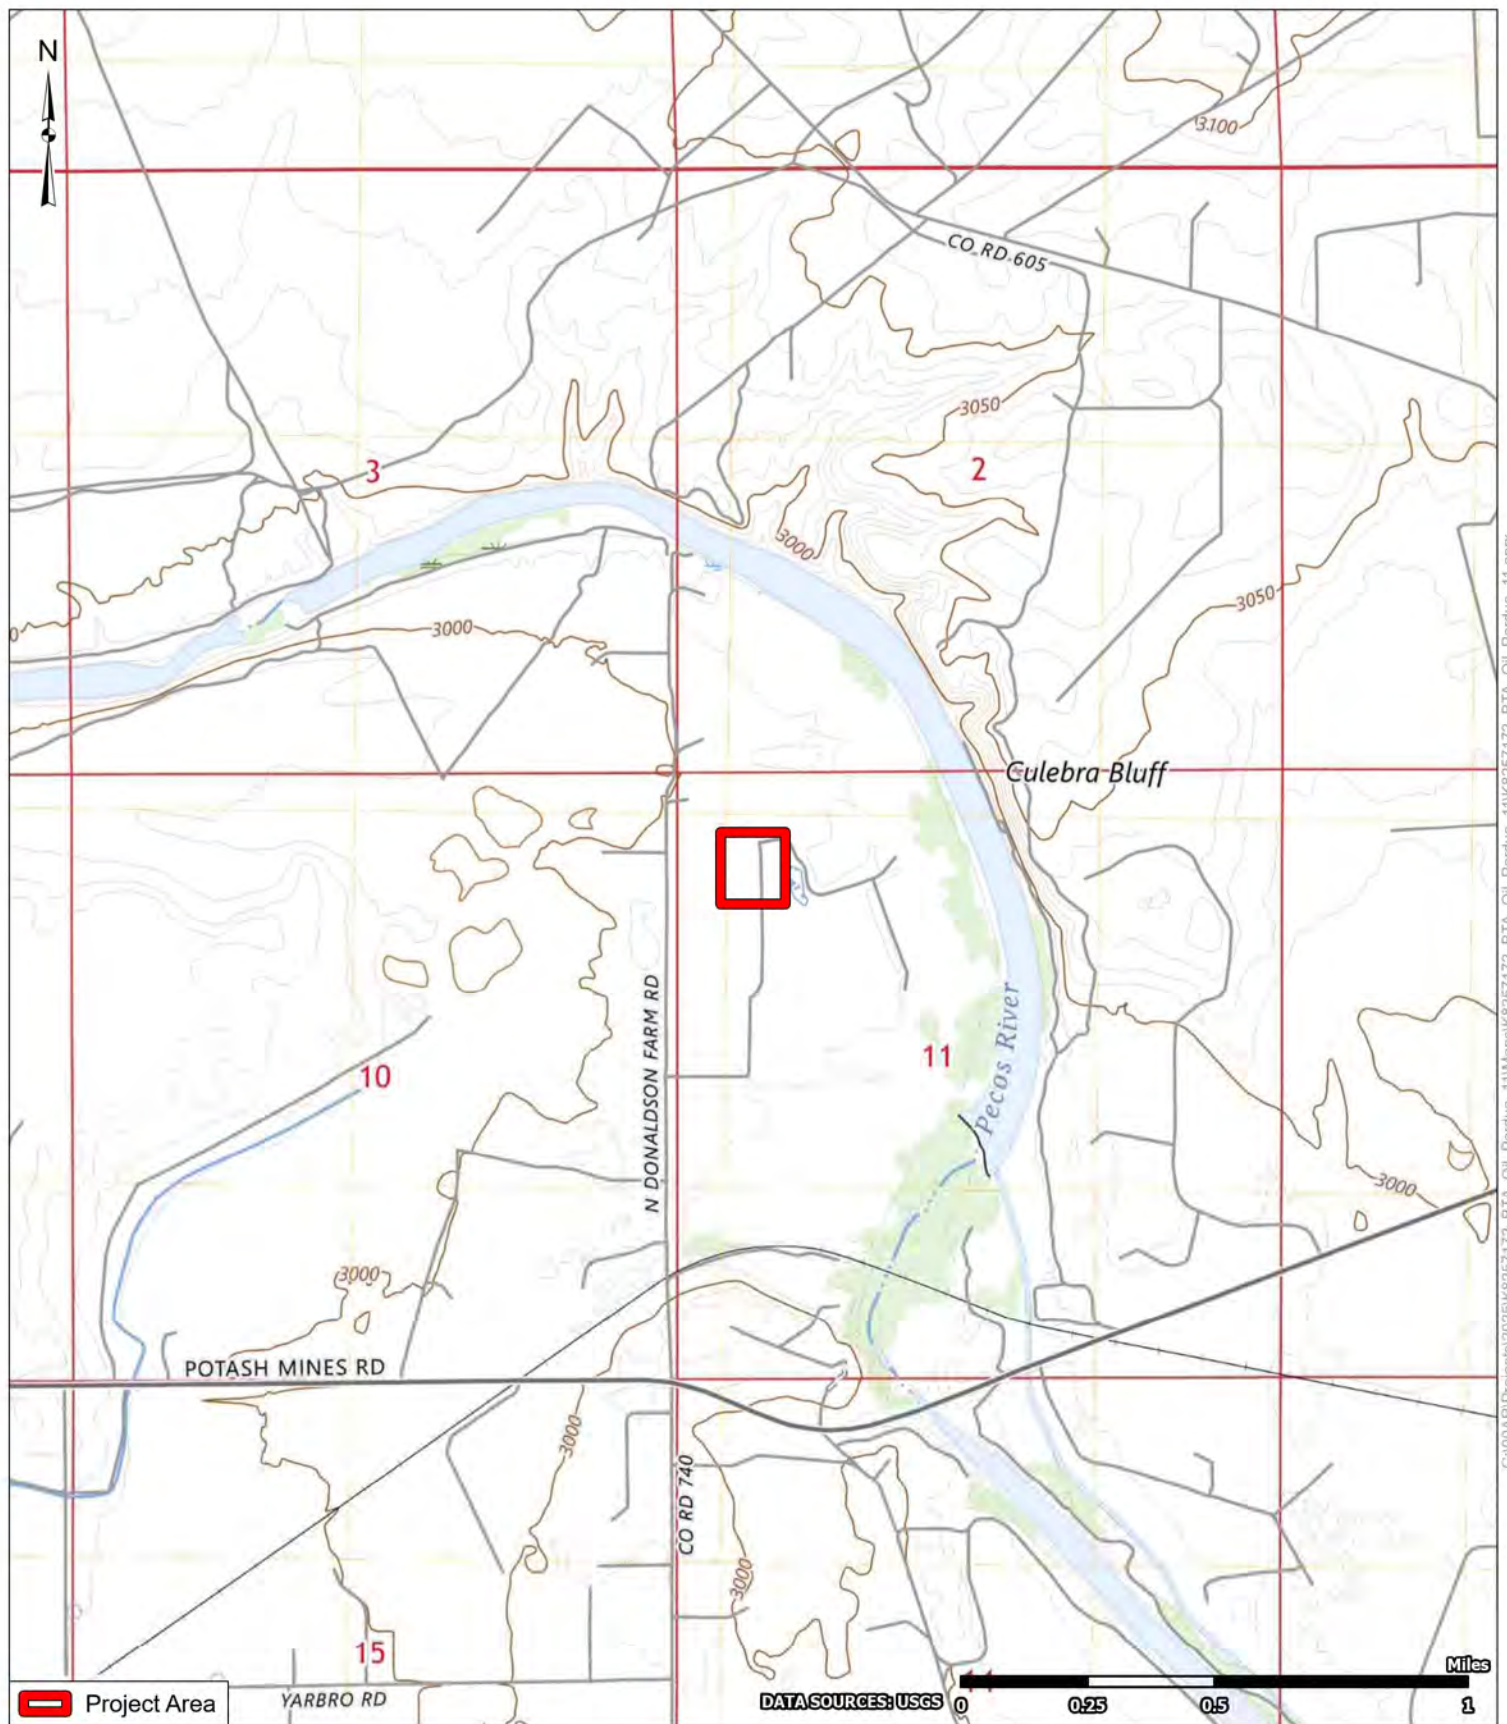 N
3100
CO RD 605
3050
3
2
3000
3050
3000
Culebra Bluff
N DONALDSON FARM RD
Pecos River
11
10
3000
3000
POTASH MINES RD
3000
CO RD 740
3000
15
Miles
Project Area
YARBRO RD
DATA SOURCES: USGS
0 0.25 0.5 1